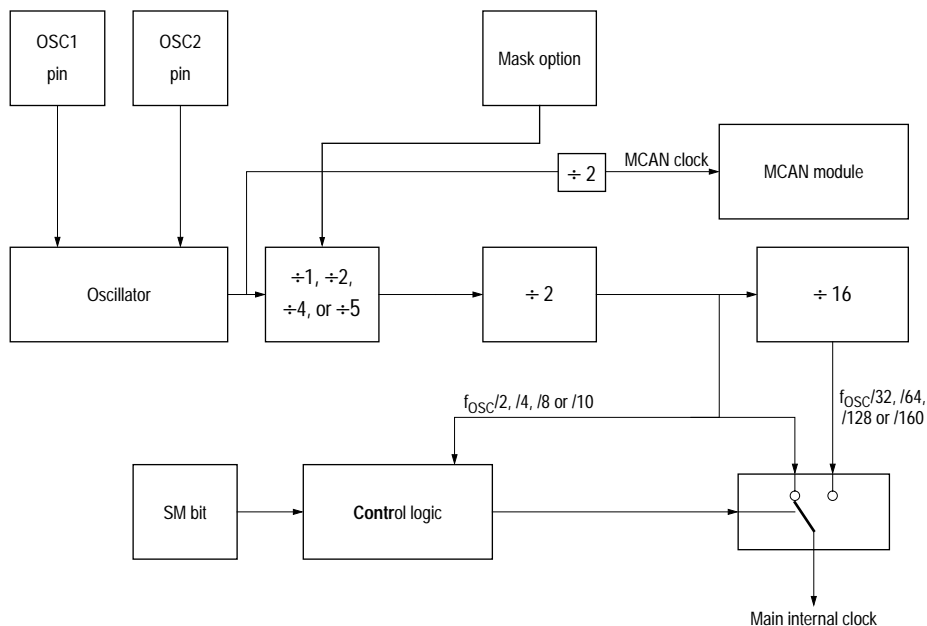 OSC1
pin
OSC2
pin
Mask option
÷ 2
MCAN clock
MCAN module
Oscillator
÷1, ÷2,
÷4, or ÷5
÷ 2
÷ 16
fOSC/2, /4, /8 or /10
fOSC/32, /64,
/128 or /160
SM bit
Control logic
Main internal clock